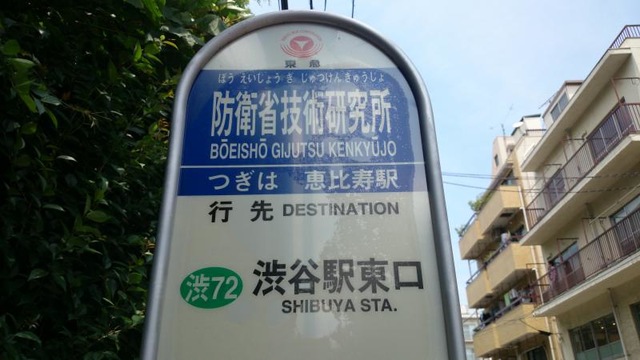 東急
ぼうえいしょうぎじゅつけんきゅうじょ
防衛省技術研究所
BŌEISHŌ GIJUTSU KENKYŪJO
つぎは 恵比寿駅
行先 DESTINATION
渋72 渋谷駅東口
SHIBUYA STA.